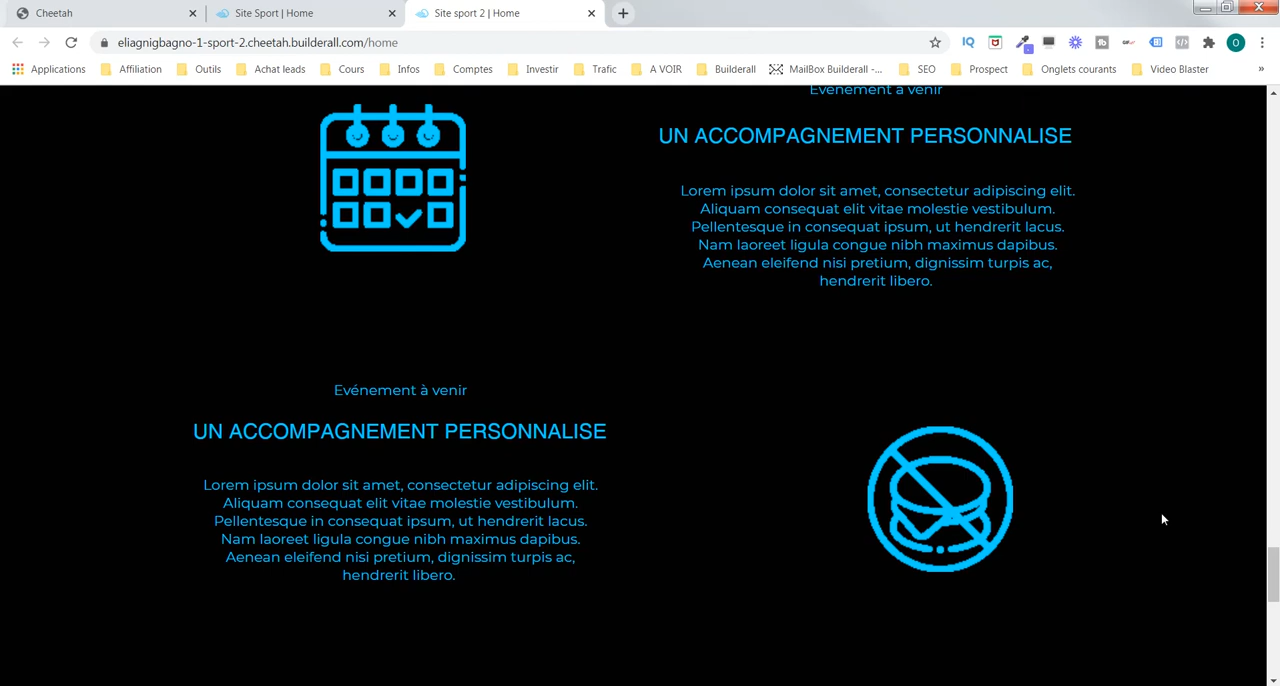 Cheetah
Site Sport | Home
Site sport 2 | Home
eliagnigbagno-1-sport-2.cheetah.builderall.com/home
IQ
O
Applications
Affiliation
Outils
Achat leads
Cours
Infos
Comptes
Investir
Trafic
A VOIR
Builderall
MailBox Builderall -...
SEO
Prospect
Onglets courants
Video Blaster
»
Evénement à venir
UN ACCOMPAGNEMENT PERSONNALISE
Lorem ipsum dolor sit amet, consectetur adipiscing elit.
Aliquam consequat elit vitae molestie vestibulum.
Pellentesque in consequat ipsum, ut hendrerit lacus.
Nam laoreet ligula congue nibh maximus dapibus.
Aenean eleifend nisi pretium, dignissim turpis ac,
hendrerit libero.
Evénement à venir
UN ACCOMPAGNEMENT PERSONNALISE
Lorem ipsum dolor sit amet, consectetur adipiscing elit.
Aliquam consequat elit vitae molestie vestibulum.
Pellentesque in consequat ipsum, ut hendrerit lacus.
Nam laoreet ligula congue nibh maximus dapibus.
Aenean eleifend nisi pretium, dignissim turpis ac,
hendrerit libero.